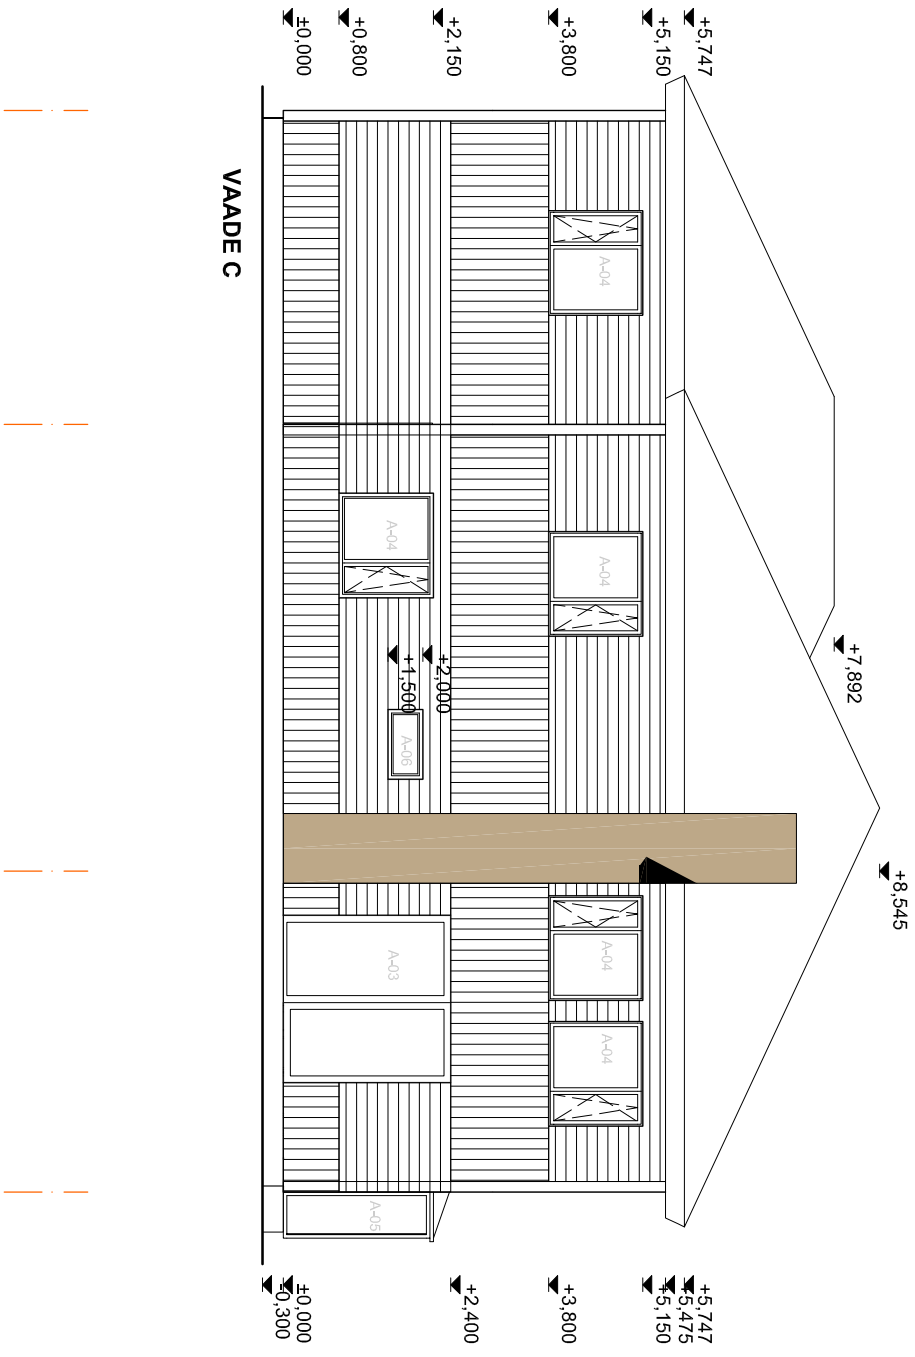 ±0,000
+0,800
+2,150
+3,800
+5,150
+5,747
VAADE C
A-04
A-04
A-04
+1,500
+2,000
A-06
+7,892
+8,545
A-03
A-04
A-04
A-05
-0,300
±0,000
+2,400
+3,800
+5,150
+5,475
+5,747